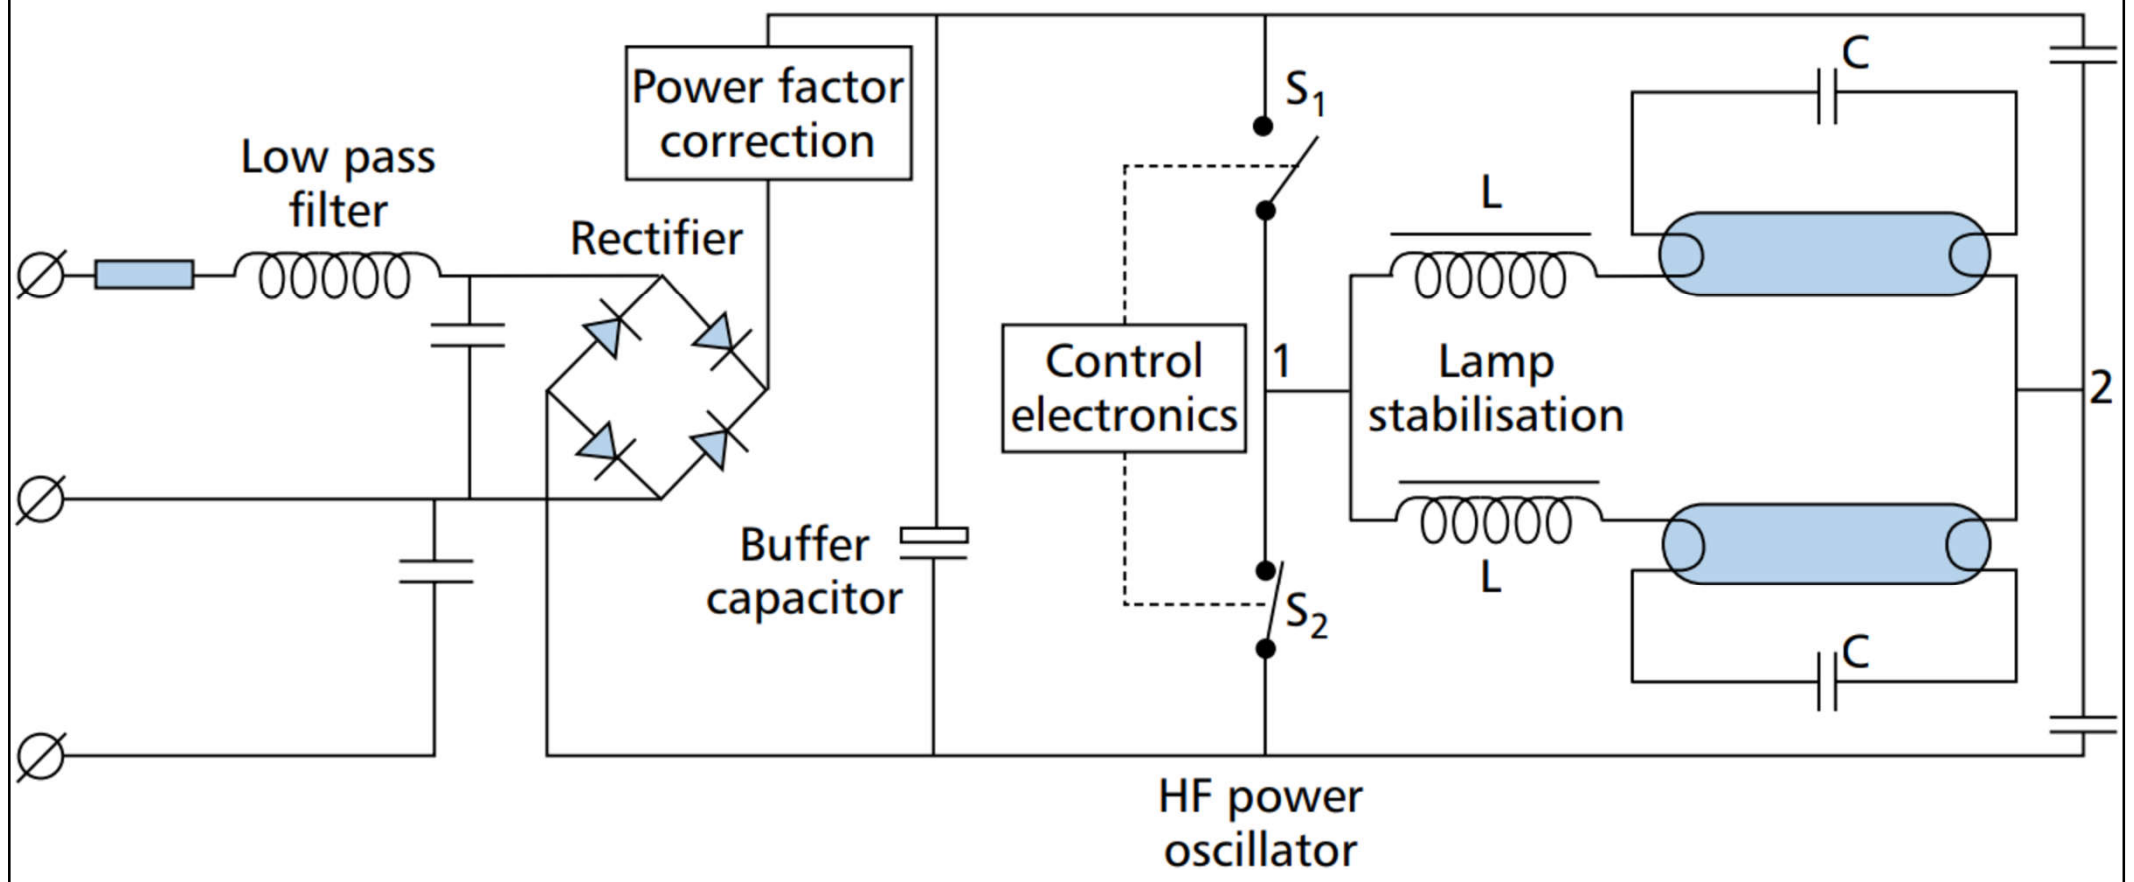 Power factor
correction
C
S1
Low pass
filter
L
Rectifier
Control
electronics
1
Lamp
stabilisation
2
Buffer
capacitor
L
S2
C
HF power
oscillator